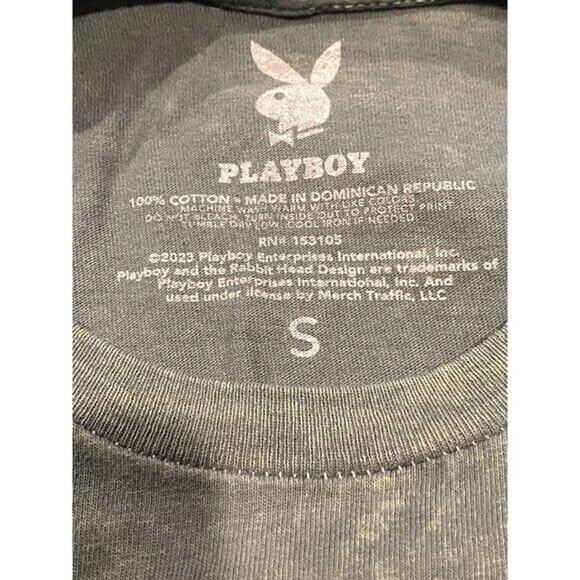 PLAYBOY
100% COTTON • MADE IN DOMINICAN REPUBLIC
MACHINE WASH WARM WITH LIKE COLORS
DO NOT BLEACH, TURN INSIDE OUT TO PROTECT PRINT
TUMBLE DRY LOW, COOL IRON IF NEEDED
RN# 153105
©2023 Playboy Enterprises International, Inc.
Playboy and the Rabbit Head Design are trademarks of
Playboy Enterprises International, Inc. And
used under license by Merch Traffic, LLC
S